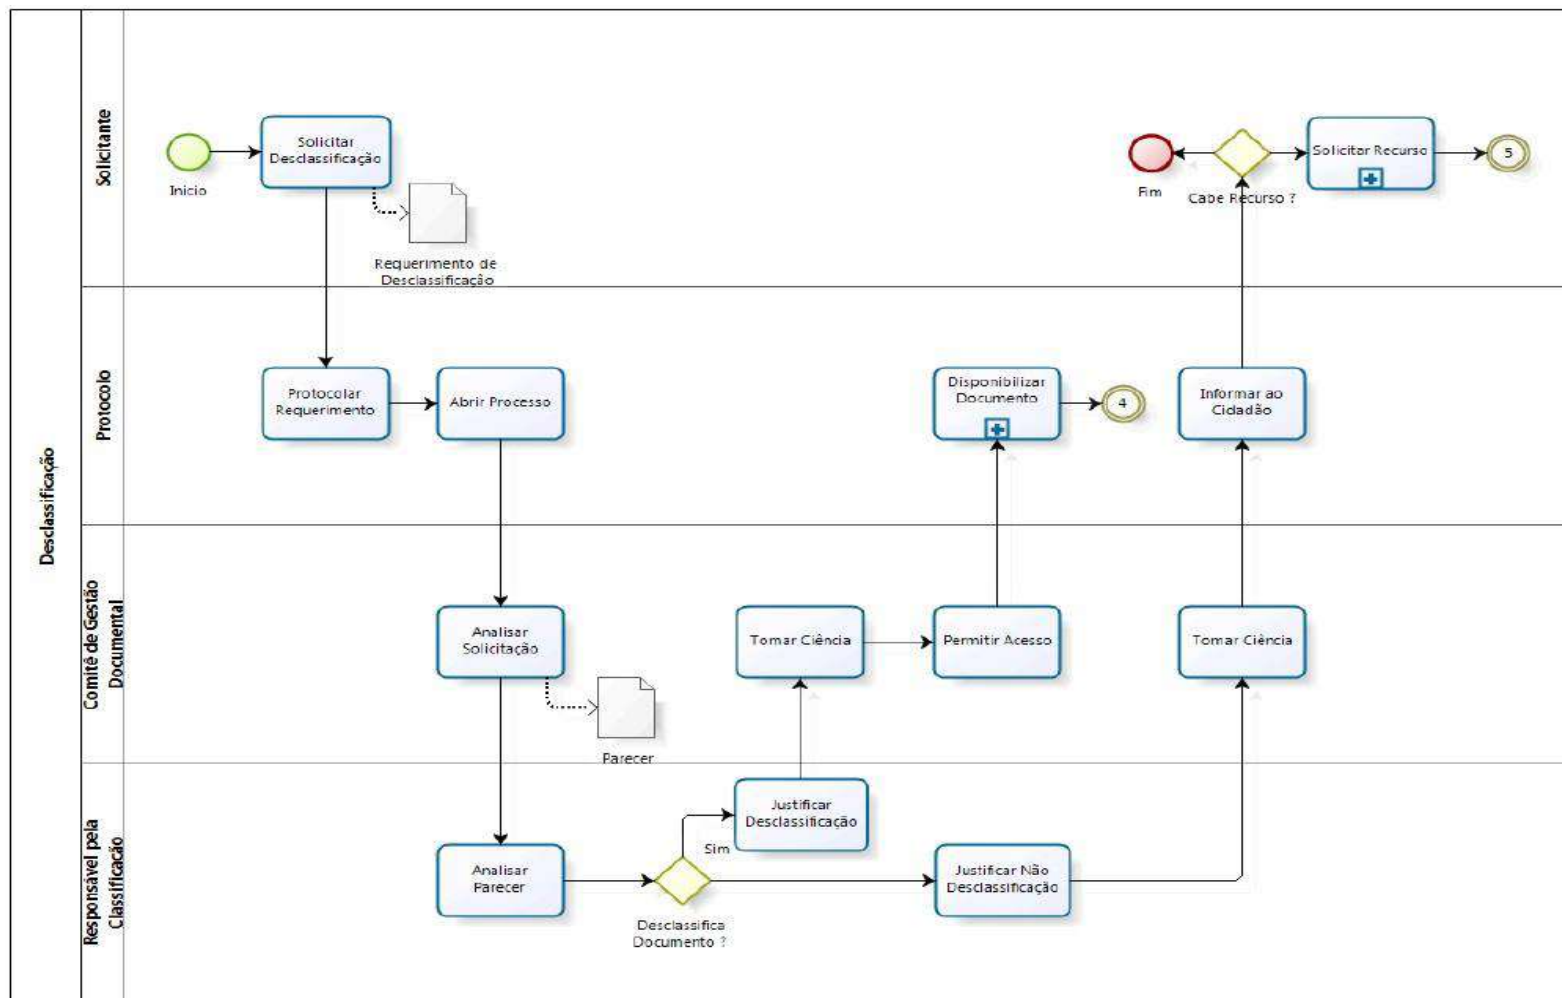 Desclassificação
Solicitante
Inicio
Solicitar
Desclassificação
Requerimento de
Desclassificação
Fim
Cabe Recurso ?
Solicitar Recurso
5
Protocolo
Protocolar
Requerimento
Abrir Processo
Disponibilizar
Documento
4
Informar ao
Cidadão
Comitê de Gestão
Documental
Analisar
Solicitação
Parecer
Tomar Ciência
Permitir Acesso
Tomar Ciência
Responsável pela
Classificação
Analisar
Parecer
Desclassifica
Documento ?
Sim
Justificar
Desclassificação
Justificar Não
Desclassificação